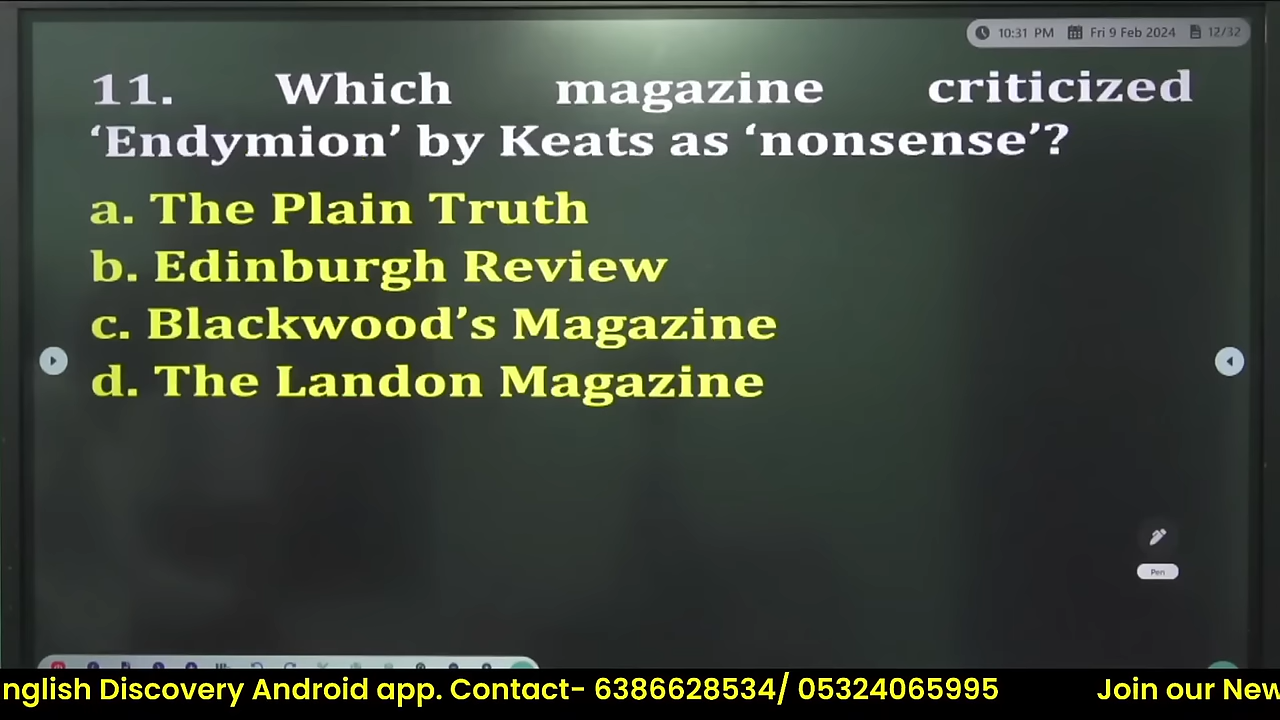 10:31 PM Fri 9 Feb 2024 12/32
11. Which magazine criticized
‘Endymion’ by Keats as ‘nonsense’?
a. The Plain Truth
b. Edinburgh Review
c. Blackwood’s Magazine
d. The Landon Magazine
Pen
nglish Discovery Android app. Contact- 6386628534/ 05324065995 Join our New